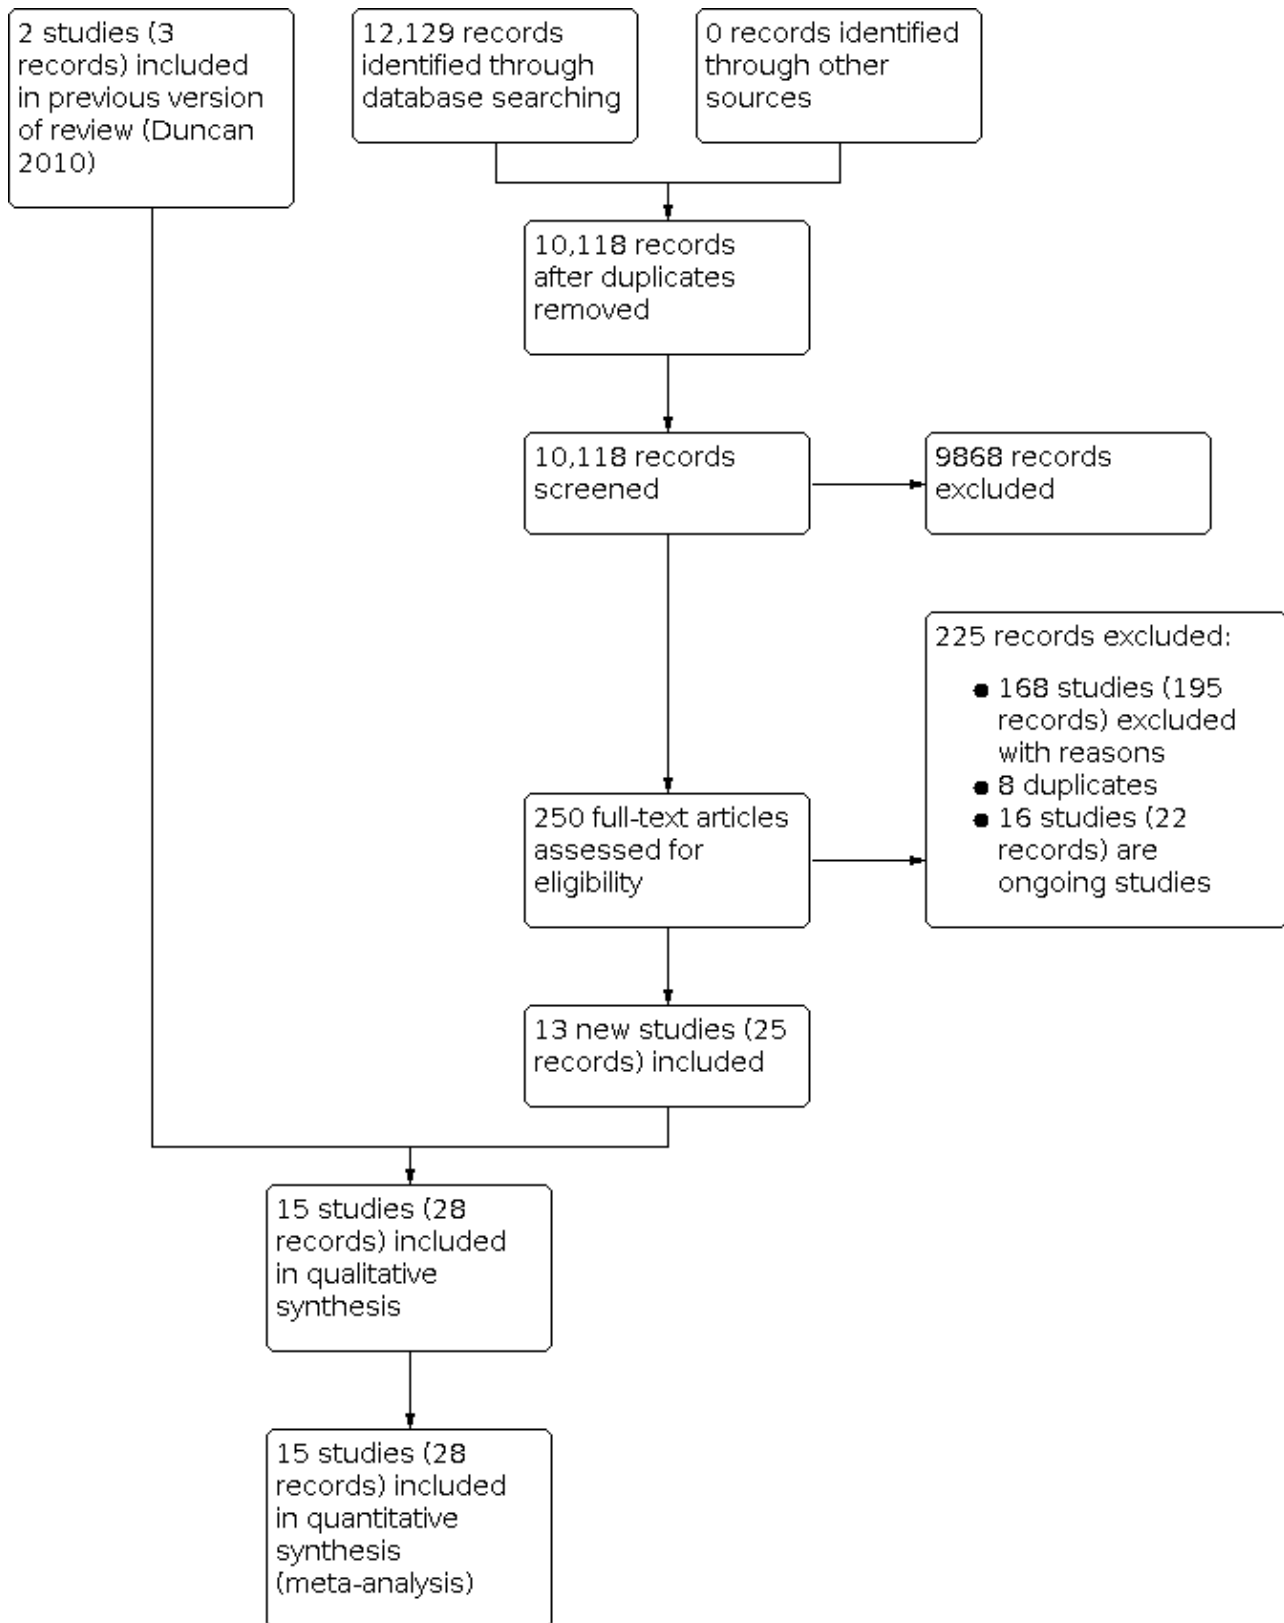 2 studies (3
records) included
in previous version
of review (Duncan
2010)
12,129 records
identified through
database searching
0 records identified
through other
sources
10,118 records
after duplicates
removed
10,118 records
screened
9868 records
excluded
225 records excluded:
● 168 studies (195
records) excluded
with reasons
● 8 duplicates
● 16 studies (22
records) are
ongoing studies
250 full-text articles
assessed for
eligibility
13 new studies (25
records) included
15 studies (28
records) included
in qualitative
synthesis
15 studies (28
records) included
in quantitative
synthesis
(meta-analysis)